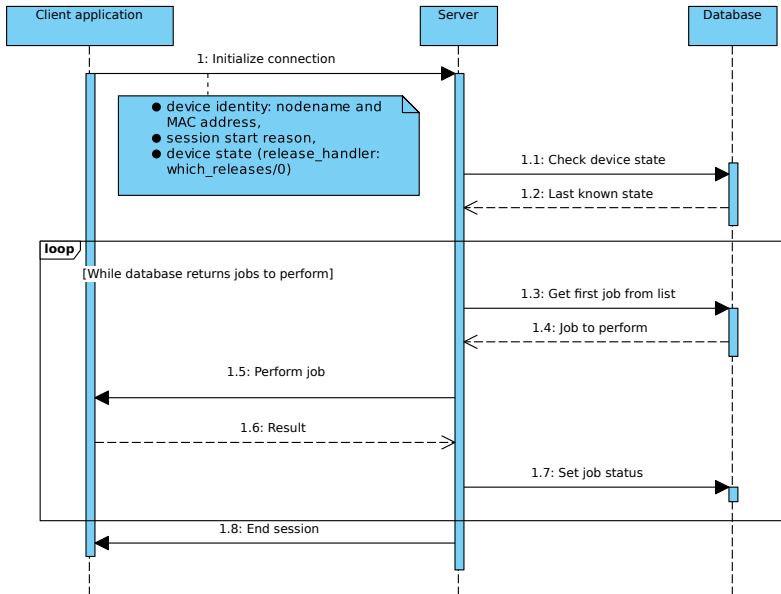 Client application
Server
Database
1: Initialize connection
● device identity: nodename and
MAC address,
● session start reason,
● device state (release_handler:
which_releases/0)
1.1: Check device state
1.2: Last known state
loop
[While database returns jobs to perform]
1.3: Get first job from list
1.4: Job to perform
1.5: Perform job
1.6: Result
1.7: Set job status
1.8: End session